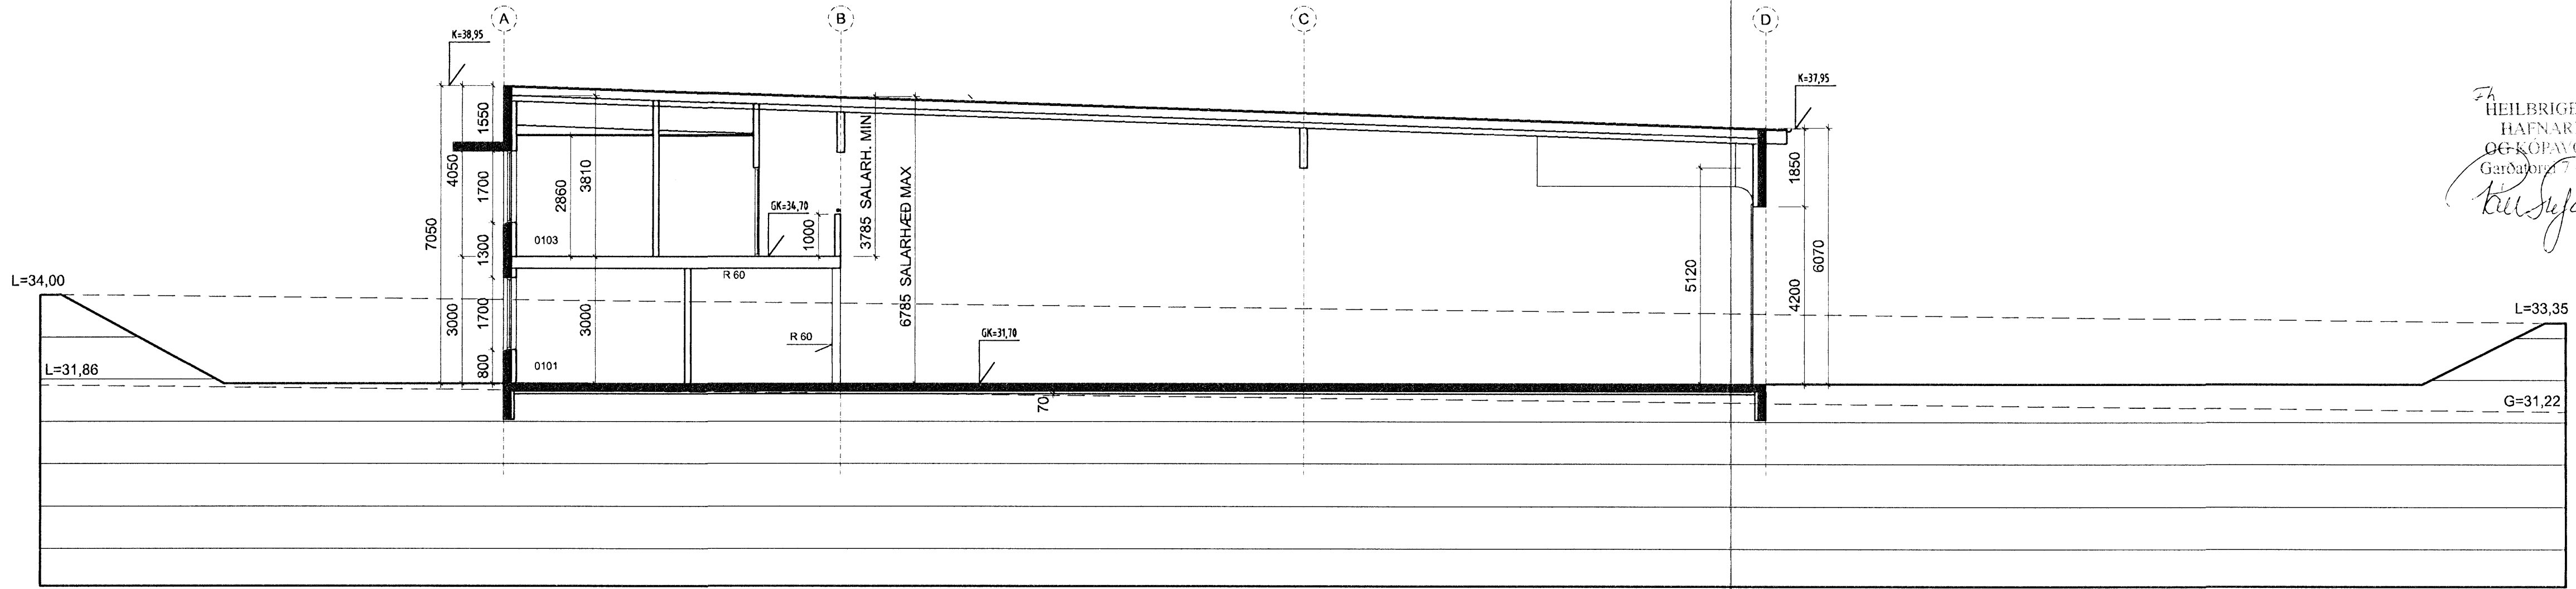 A
B
C
D
K=38,95
K=37,95
HEILBRIGE
HAFNAR
OG KÓPAVO
Garðatorgi 7
1550
4050
1700
7050
2860
3810
3785 SALARH. MIN
6785 SALARHÆÐ MAX
GK=34,70
1000
1850
6070
1300
0103
R 60
5120
4200
L=34,00
L=33,35
3000
1700
3000
R 60
GK=31,70
L=31,86
800
0101
70
G=31,22